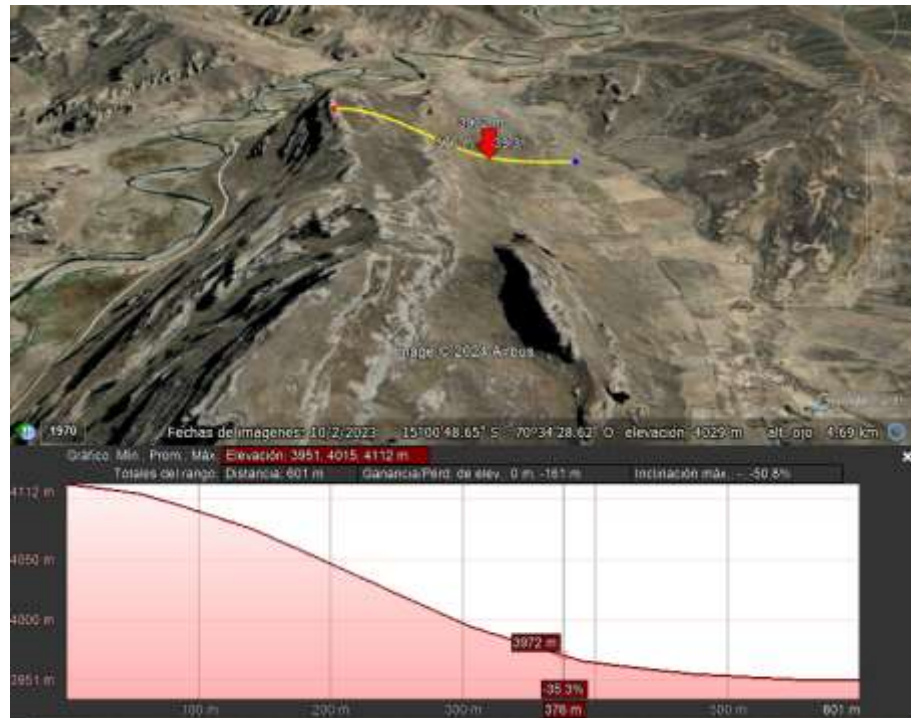 3972 m
Image © 2024 Airbus
1970 Fechas de imágenes: 10/2/2023 15°00'48.65" S 70°34'28.62" O elevación 4029 m alt. ojo 4.69 km
Gráfico: Mín., Prom., Máx. Elevación: 3951, 4015, 4112 m
Totales del rango: Distancia: 601 m Ganancia/Pérd. de elev.: 0 m, -161 m Inclinación máx.: -, -50.8%
4112 m
4050 m
4000 m
3972 m
3951 m
-35.3%
100 m 200 m 300 m 378 m 500 m 601 m